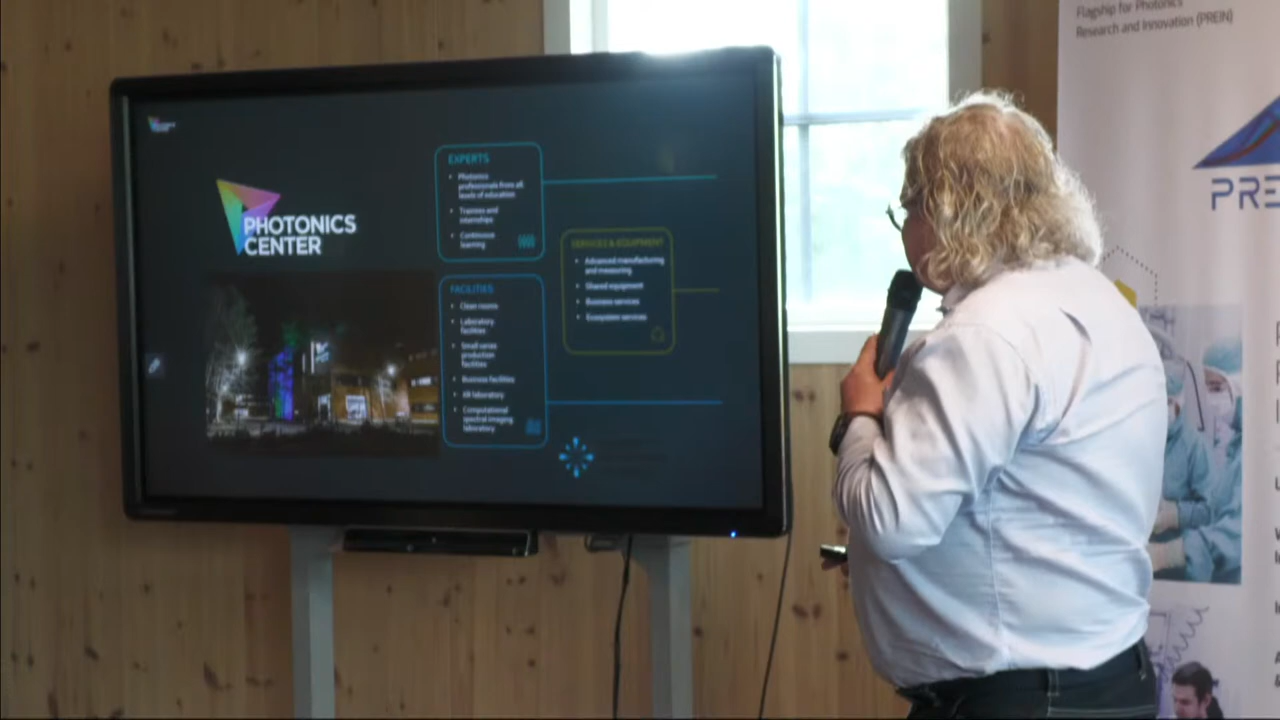 PHOTONICS
CENTER
EXPERTS
Photonics
professionals from all
levels of education
Trainees and
internships
Continuous
learning
SERVICES & EQUIPMENT
Advanced manufacturing
and measuring
Shared equipment
Business services
Ecosystem services
FACILITIES
Clean rooms
Laboratory
facilities
Small series
production
facilities
Business facilities
XR laboratory
Computational
spectral imaging
laboratory
Flagship for Photonics
Research and Innovation (PREIN)
PRE